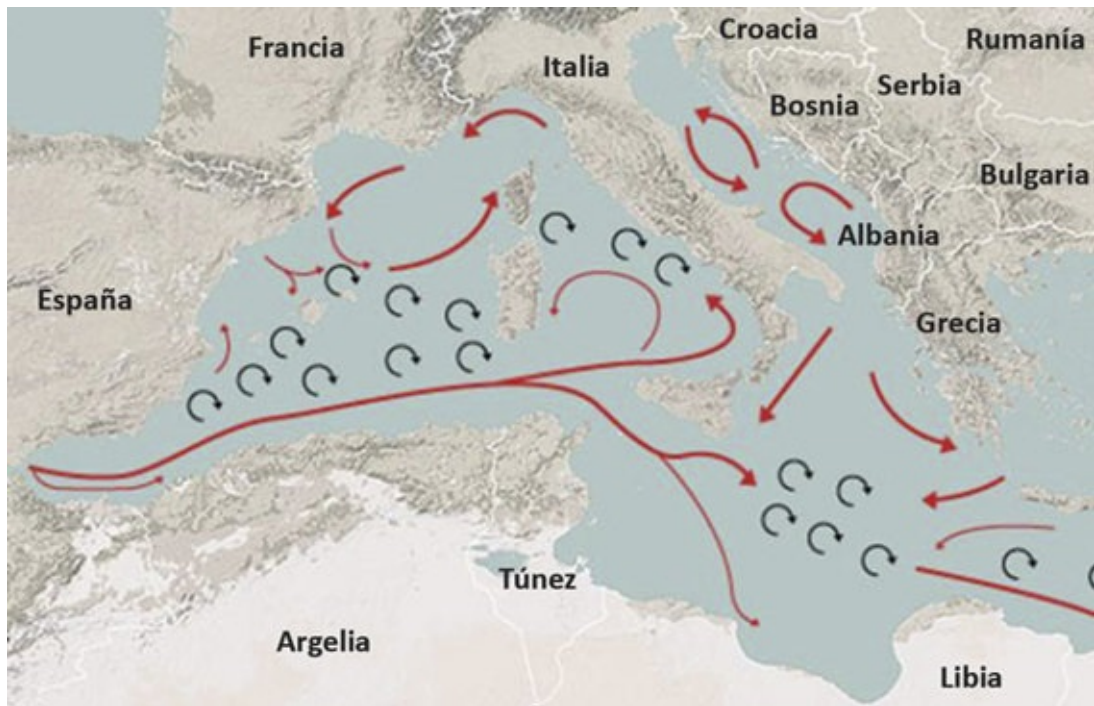 Croacia
Francia
Rumanía
Italia
Serbia
Bosnia
Bulgaria
Albania
España
Grecia
Túnez
Argelia
Libia